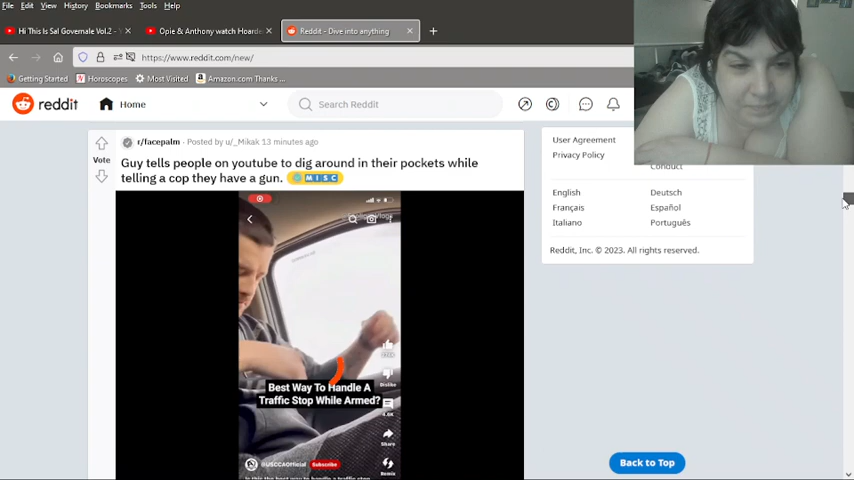 File Edit View History Bookmarks Tools Help
Hi This Is Sal Governale Vol.2 -
Opie & Anthony watch Hoard
Reddit - Dive into anything
https://www.reddit.com/new/
Getting Started Horoscopes Most Visited Amazon.com Thanks ...
reddit Home Search Reddit
r/facepalm · Posted by u/_Mikak 13 minutes ago
Vote
Guy tells people on youtube to dig around in their pockets while
telling a cop they have a gun. MISC
Dislike
Best Way To Handle A
Traffic Stop While Armed?
Share
@USCCAOfficial Subscribe
Remix
User Agreement
Privacy Policy
Conduct
English Deutsch
Français Español
Italiano Português
Reddit, Inc. © 2023. All rights reserved.
Back to Top